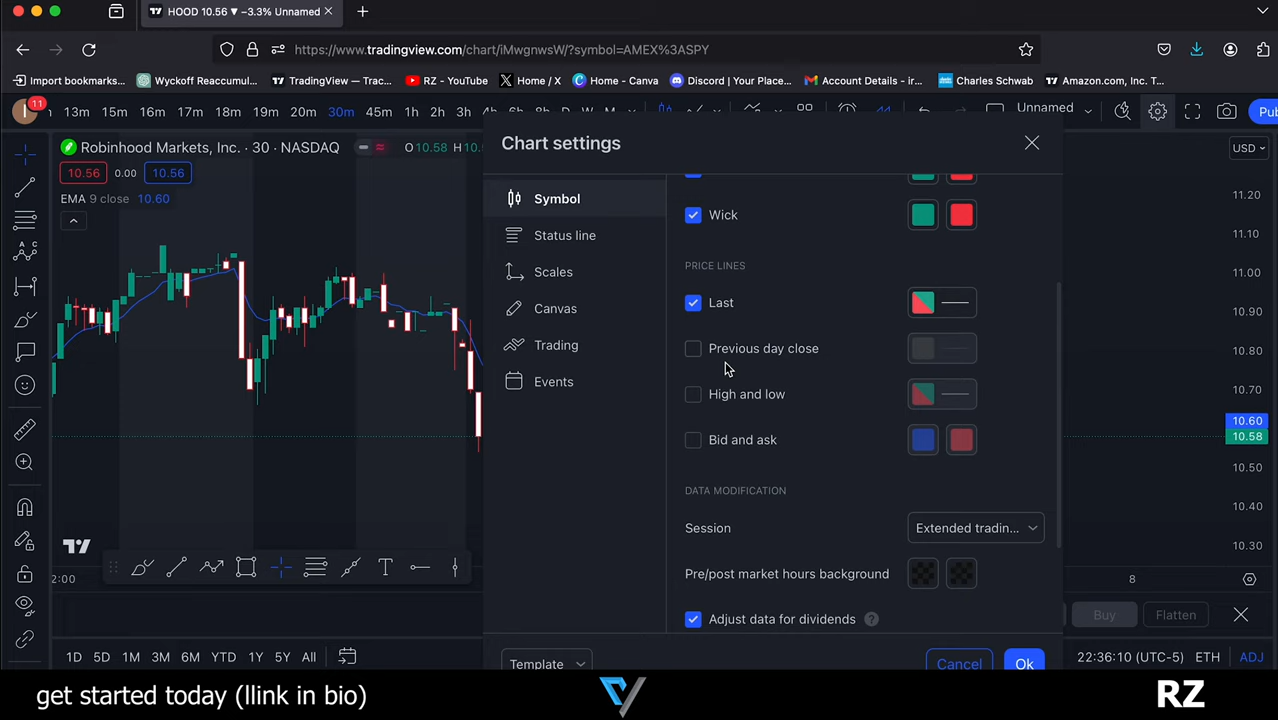 HOOD 10.56 ▼ −3.3% Unnamed
https://www.tradingview.com/chart/iMwgnwsW/?symbol=AMEX%3ASPY
Import bookmarks... Wyckoff Reaccumul... TradingView — Trac... RZ - YouTube Home / X Home - Canva Discord | Your Place... Account Details - ir... Charles Schwab Amazon.com, Inc. T...
11 13m 15m 16m 17m 18m 19m 20m 30m 45m 1h 2h 3h Unnamed Pub
Robinhood Markets, Inc. · 30 · NASDAQ O10.58 H10.5
10.56 0.00 10.56
EMA 9 close 10.60
Chart settings
Symbol
Status line
Scales
Canvas
Trading
Events
Wick
PRICE LINES
Last
Previous day close
High and low
Bid and ask
DATA MODIFICATION
Session Extended tradin...
Pre/post market hours background
Adjust data for dividends ?
Template Cancel Ok
USD
11.20
11.10
11.00
10.90
10.80
10.70
10.60
10.58
10.50
10.40
10.30
2:00 8
Buy Flatten
1D 5D 1M 3M 6M YTD 1Y 5Y All 22:36:10 (UTC-5) ETH ADJ
get started today (llink in bio) RZ